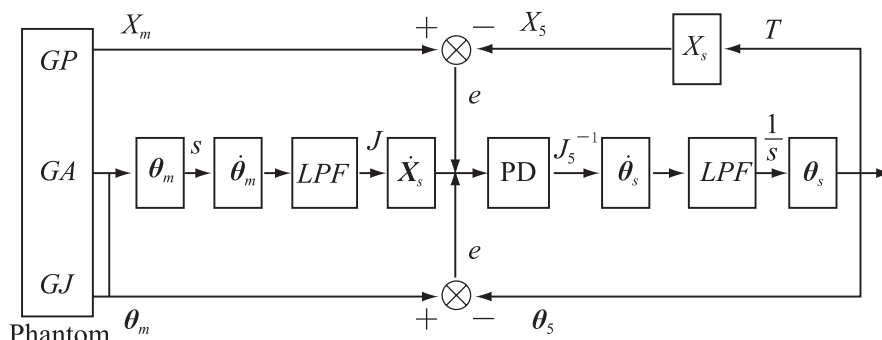 X_m + − X_5 T
GP X_s
e
GA θ_m s θ̇_m LPF J Ẋ_s PD J_5^{-1} θ̇_s LPF 1/s θ_s
e
GJ
Phantom θ_m + − θ_5